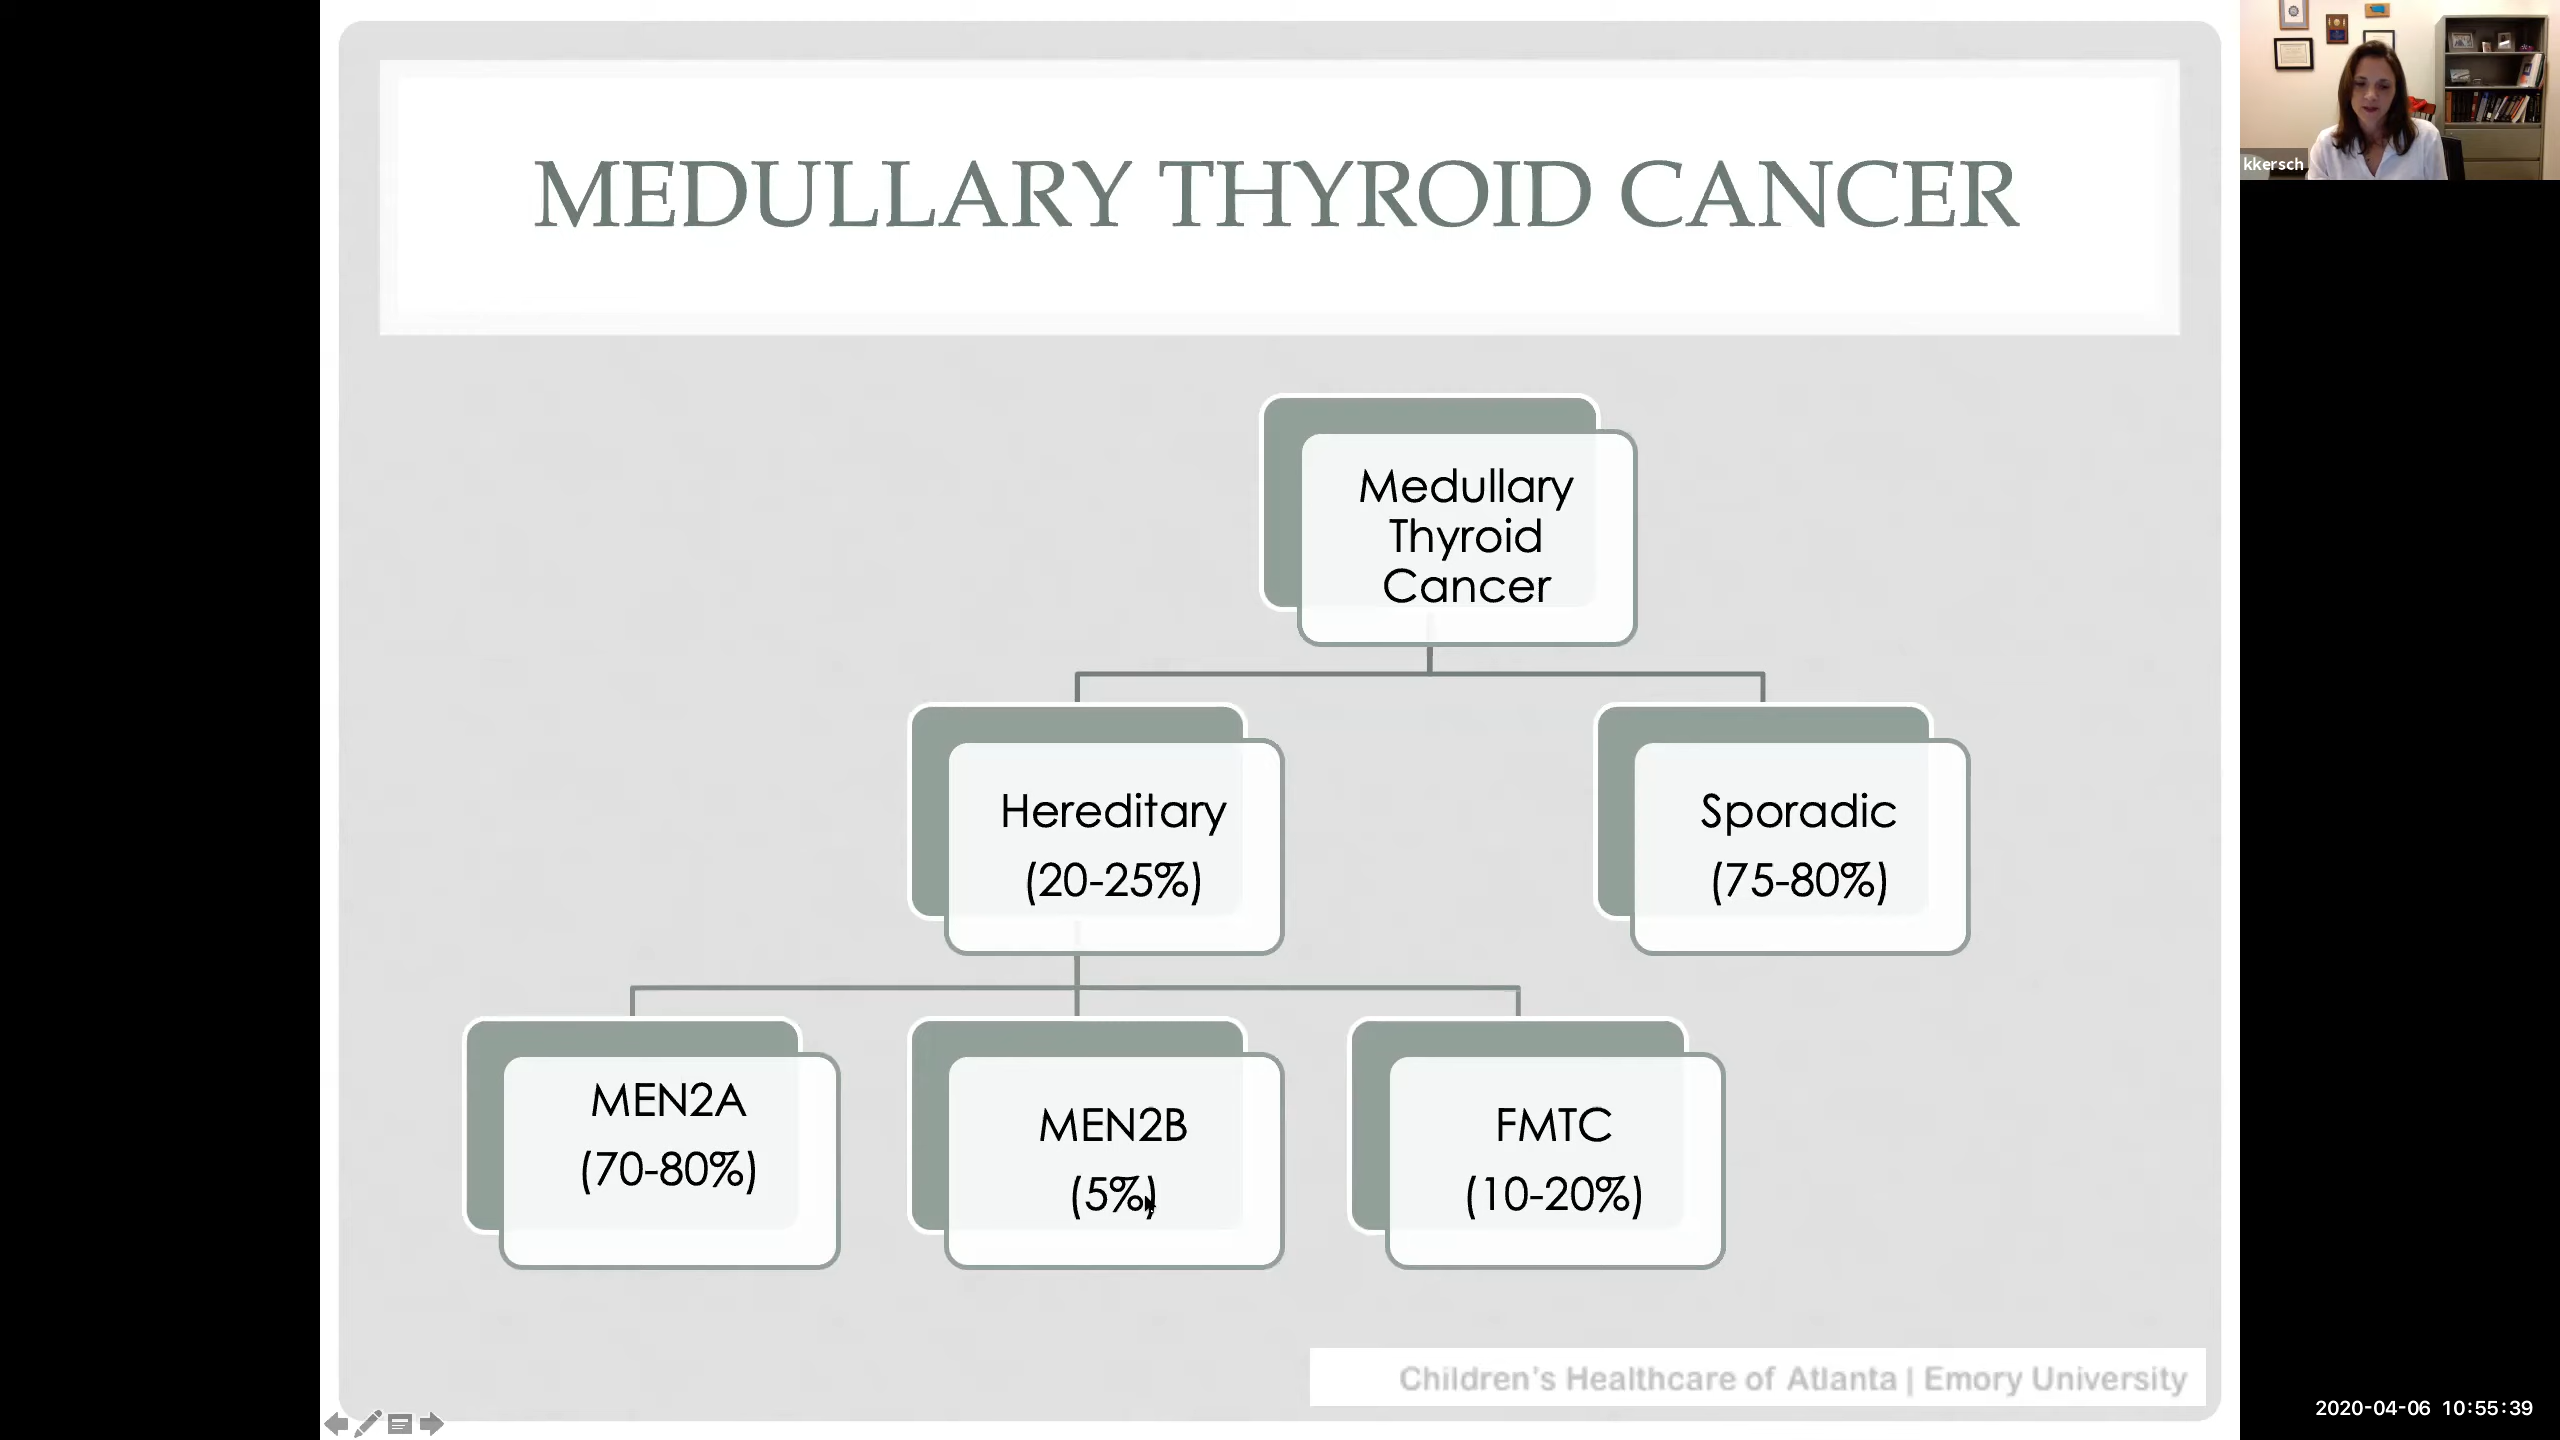 MEDULLARY THYROID CANCER
kkersch
Medullary
Thyroid
Cancer
Hereditary
(20-25%)
Sporadic
(75-80%)
MEN2A
(70-80%)
MEN2B
(5%)
FMTC
(10-20%)
Children's Healthcare of Atlanta | Emory University
2020-04-06 10:55:39